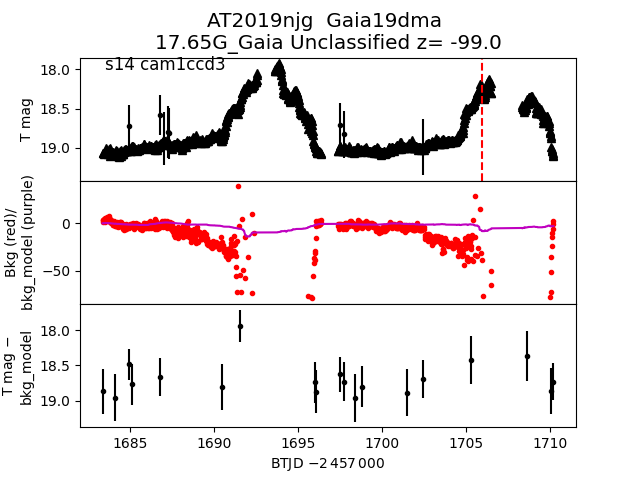 AT2019njg  Gaia19dma
17.65G_Gaia Unclassified z= -99.0
s14 cam1ccd3
T mag
18.0
18.5
19.0
Bkg (red)/
bkg_model (purple)
0
−50
T mag −
bkg_model
18.0
18.5
19.0
1685 1690 1695 1700 1705 1710
BTJD −2 457 000